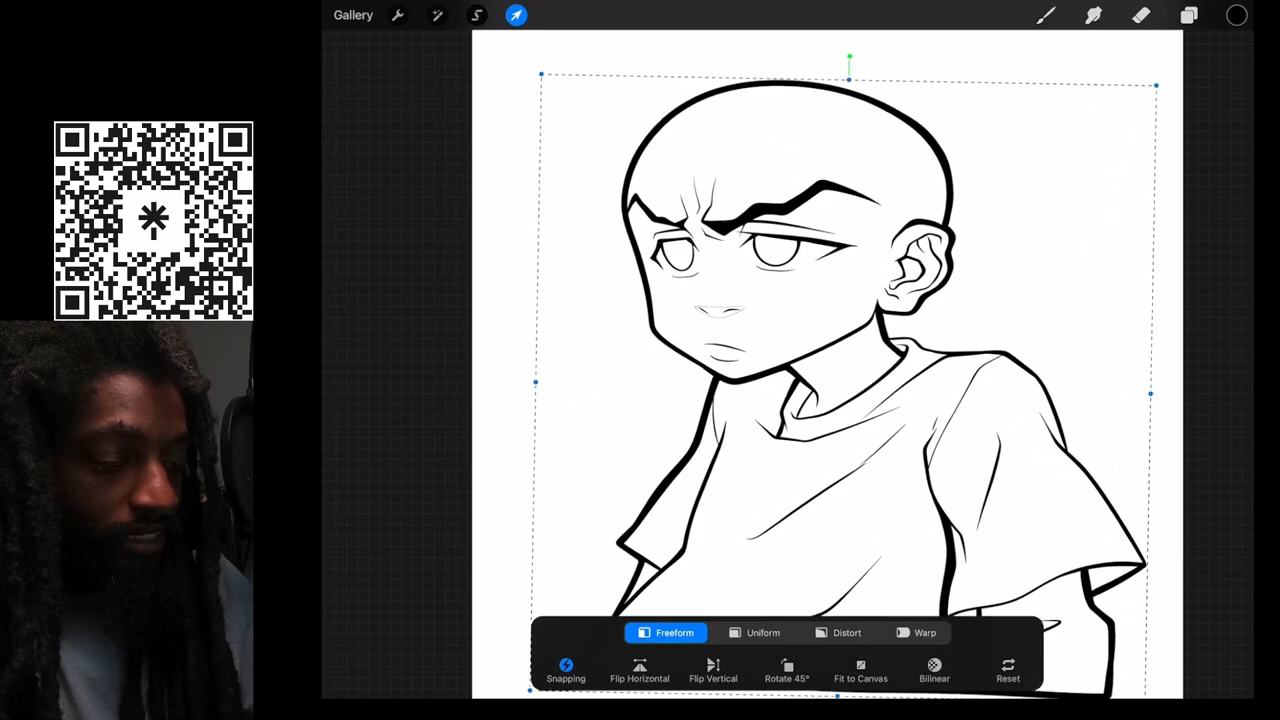 Gallery
Freeform Uniform Distort Warp
Snapping Flip Horizontal Flip Vertical Rotate 45° Fit to Canvas Bilinear Reset